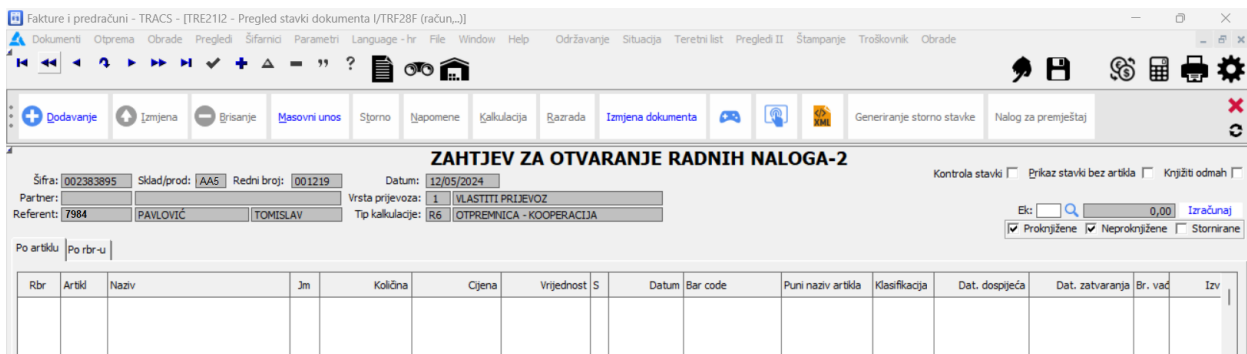 Fakture i predračuni - TRACS - [TRE21I2 - Pregled stavki dokumenta I/TRF28F (račun,..)]
Dokumenti Otprema Obrade Pregledi Šifarnici Parametri Language - hr File Window Help Održavanje Situacija Teretni list Pregledi II Štampanje Troškovnik Obrade
Dodavanje Izmjena Brisanje Masovni unos Storno Napomene Kalkulacija Razrada Izmjena dokumenta XML Generiranje storno stavke Nalog za premještaj
ZAHTJEV ZA OTVARANJE RADNIH NALOGA-2
Kontrola stavki Prikaz stavki bez artikla Knjižiti odmah
Šifra: 002383895 Sklad/prod: AA5 Redni broj: 001219 Datum: 12/05/2024
Partner: Vrsta prijevoza: 1 VLASTITI PRIJEVOZ
Referent: 7984 PAVLOVIĆ TOMISLAV Tip kalkulacije: R6 OTPREMNICA - KOOPERACIJA
Ek: 0,00 Izračunaj
Proknjižene Neproknjižene Stornirane
Po artiklu Po rbr-u
Rbr Artikl Naziv Jm Količina Cijena Vrijednost S Datum Bar code Puni naziv artikla Klasifikacija Dat. dospijeća Dat. zatvaranja Br. vad Izv